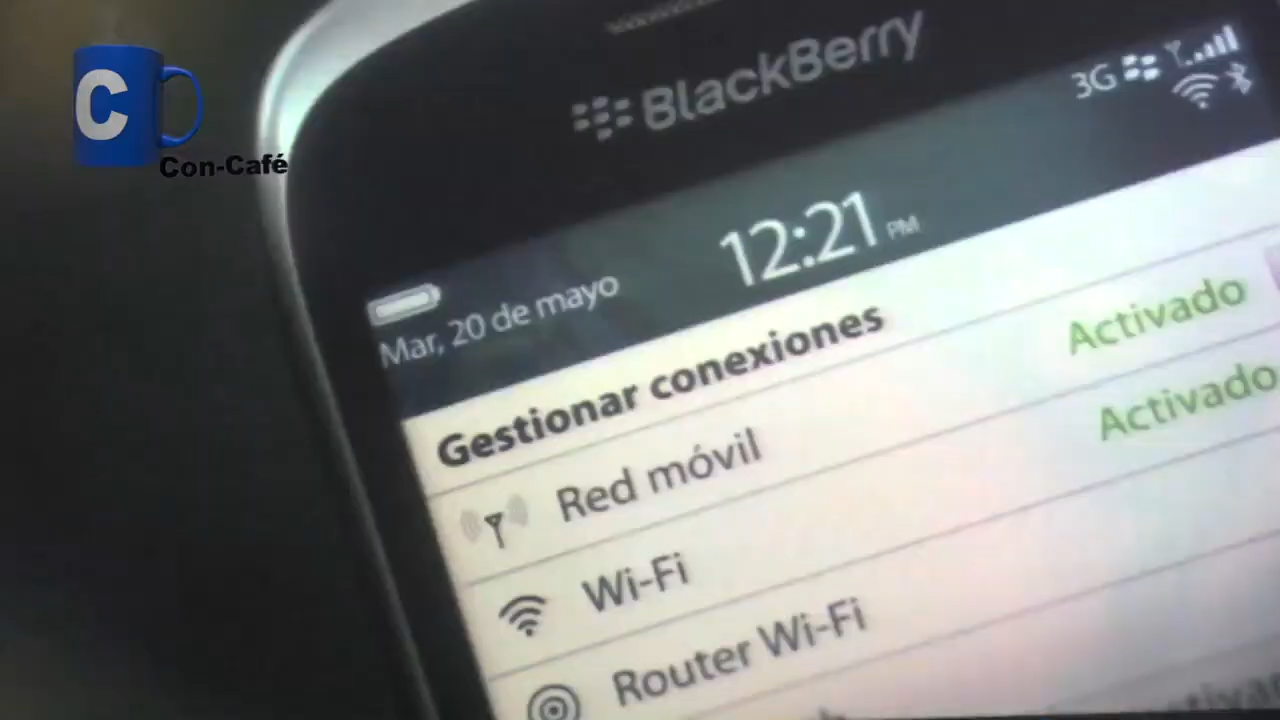 C
Con-Café
BlackBerry
3G
12:21 PM
Mar, 20 de mayo
Gestionar conexiones
Red móvil
Activado
Wi-Fi
Activado
Router Wi-Fi